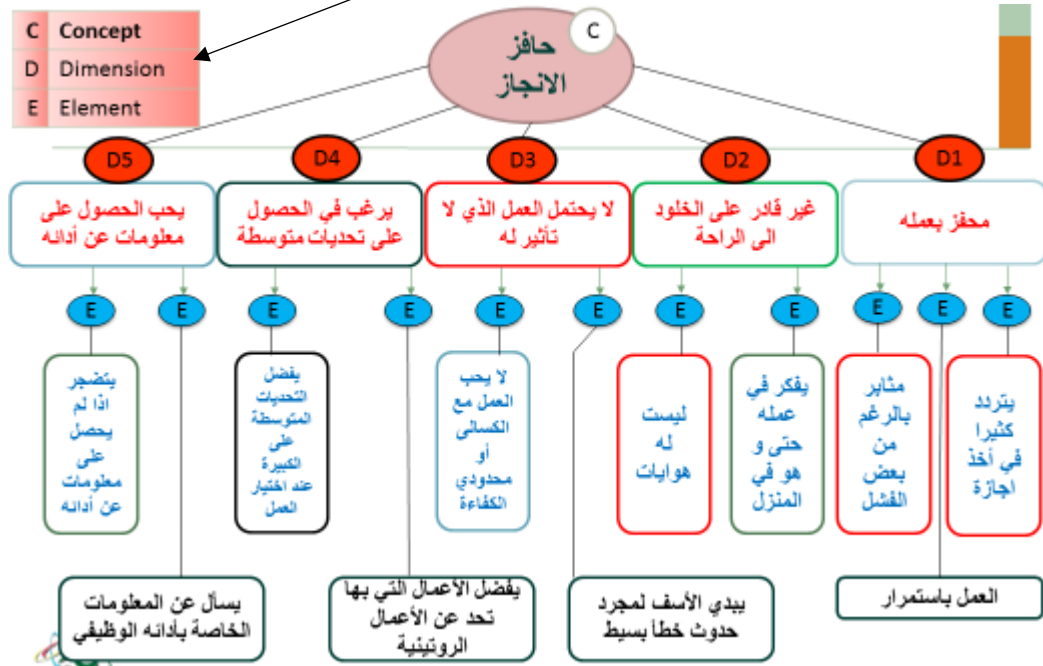 C Concept
D Dimension
E Element
حافز
الانجاز
C
D5
D4
D3
D2
D1
محفز بعمله
غير قادر على الخلود
الى الراحة
لا يحتمل العمل الذي لا
تأثير له
يرغب في الحصول
على تحديات متوسطة
يحب الحصول على
معلومات عن أدائه
E
E
E
E
E
E
E
E
E
E
يتردد
كثيرا
في أخذ
اجازة
مثابر
بالرغم
من
بعض
الفشل
يفكر في
عمله
حتى و
هو في
المنزل
ليست
له
هوايات
لا يحب
العمل مع
الكسالى
أو
محدودي
الكفاءة
يفضل
التحديات
المتوسطة
على
الكبيرة
عند اختيار
العمل
يتضجر
اذا لم
يحصل
على
معلومات
عن أدائه
العمل باستمرار
يبدي الأسف لمجرد
حدوث خطأ بسيط
يفضل الأعمال التي بها
تحد عن الأعمال
الروتينية
يسأل عن المعلومات
الخاصة بأدائه الوظيفي